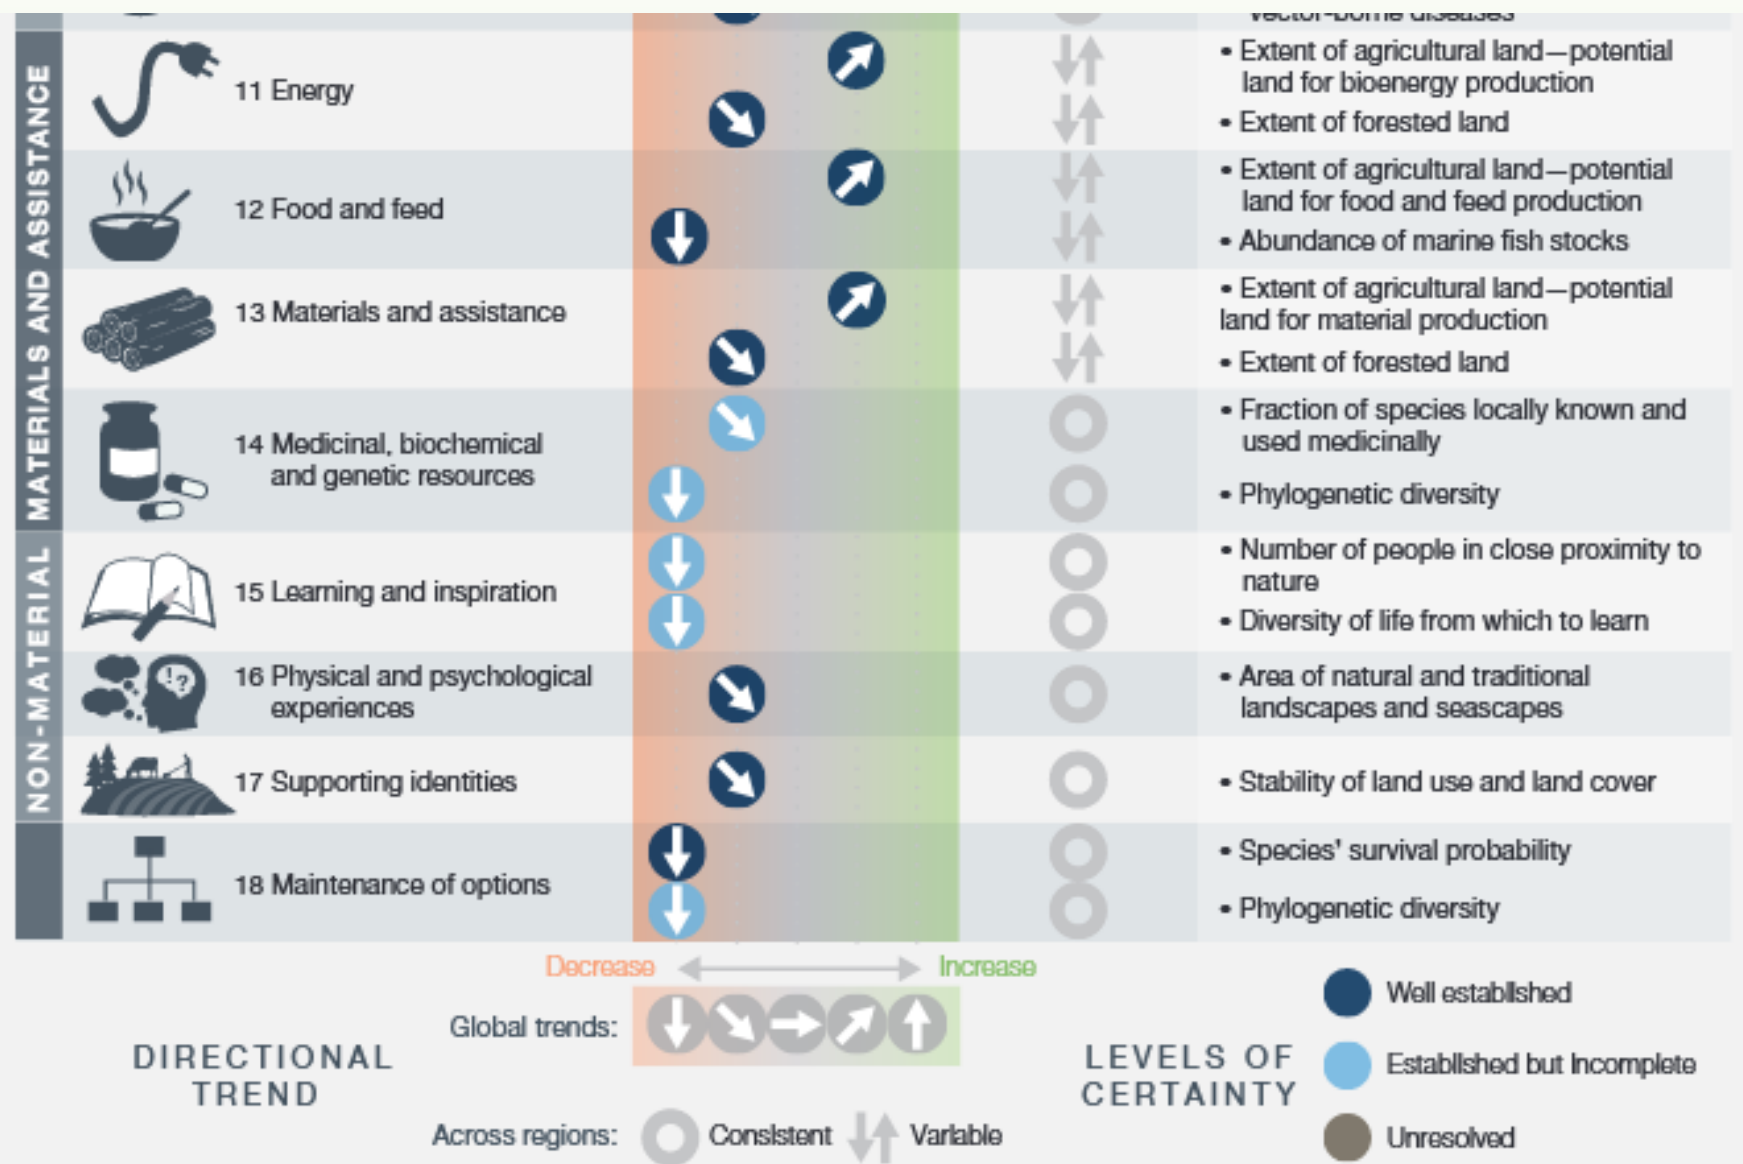 vector-borne diseases
MATERIALS AND ASSISTANCE
11 Energy
• Extent of agricultural land—potential
land for bioenergy production
• Extent of forested land
12 Food and feed
• Extent of agricultural land—potential
land for food and feed production
• Abundance of marine fish stocks
13 Materials and assistance
• Extent of agricultural land—potential
land for material production
• Extent of forested land
14 Medicinal, biochemical
and genetic resources
• Fraction of species locally known and
used medicinally
• Phylogenetic diversity
NON-MATERIAL
15 Learning and inspiration
• Number of people in close proximity to
nature
• Diversity of life from which to learn
16 Physical and psychological
experiences
!?
• Area of natural and traditional
landscapes and seascapes
17 Supporting identities
• Stability of land use and land cover
18 Maintenance of options
• Species' survival probability
• Phylogenetic diversity
Decrease
Increase
Global trends:
DIRECTIONAL
TREND
Across regions:
Consistent
Variable
LEVELS OF
CERTAINTY
Well established
Established but incomplete
Unresolved